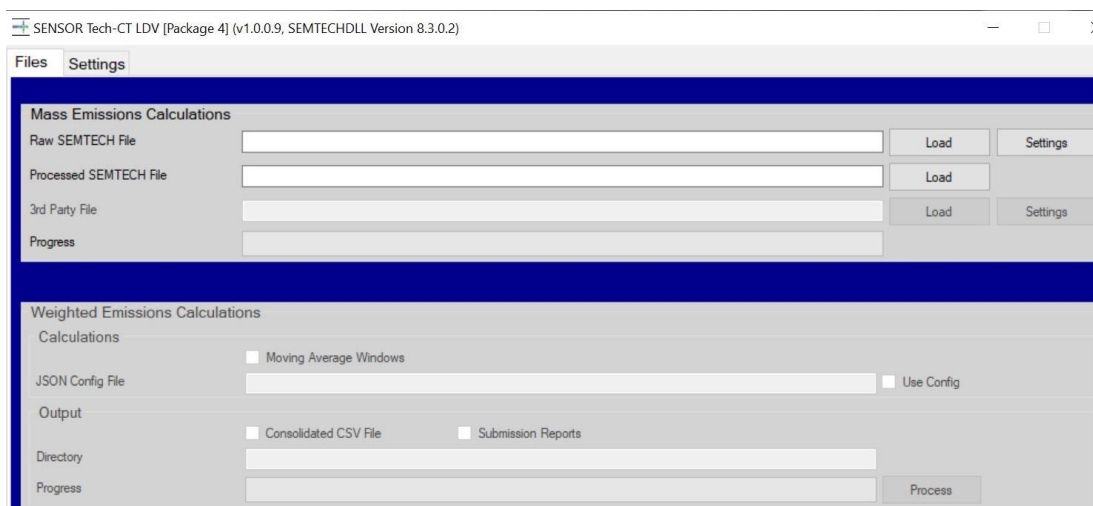 SENSOR Tech-CT LDV [Package 4] (v1.0.0.9, SEMTECHDLL Version 8.3.0.2)
Files Settings
Mass Emissions Calculations
Raw SEMTECH File Load Settings
Processed SEMTECH File Load
3rd Party File Load Settings
Progress
Weighted Emissions Calculations
Calculations
Moving Average Windows
JSON Config File Use Config
Output
Consolidated CSV File Submission Reports
Directory
Progress Process